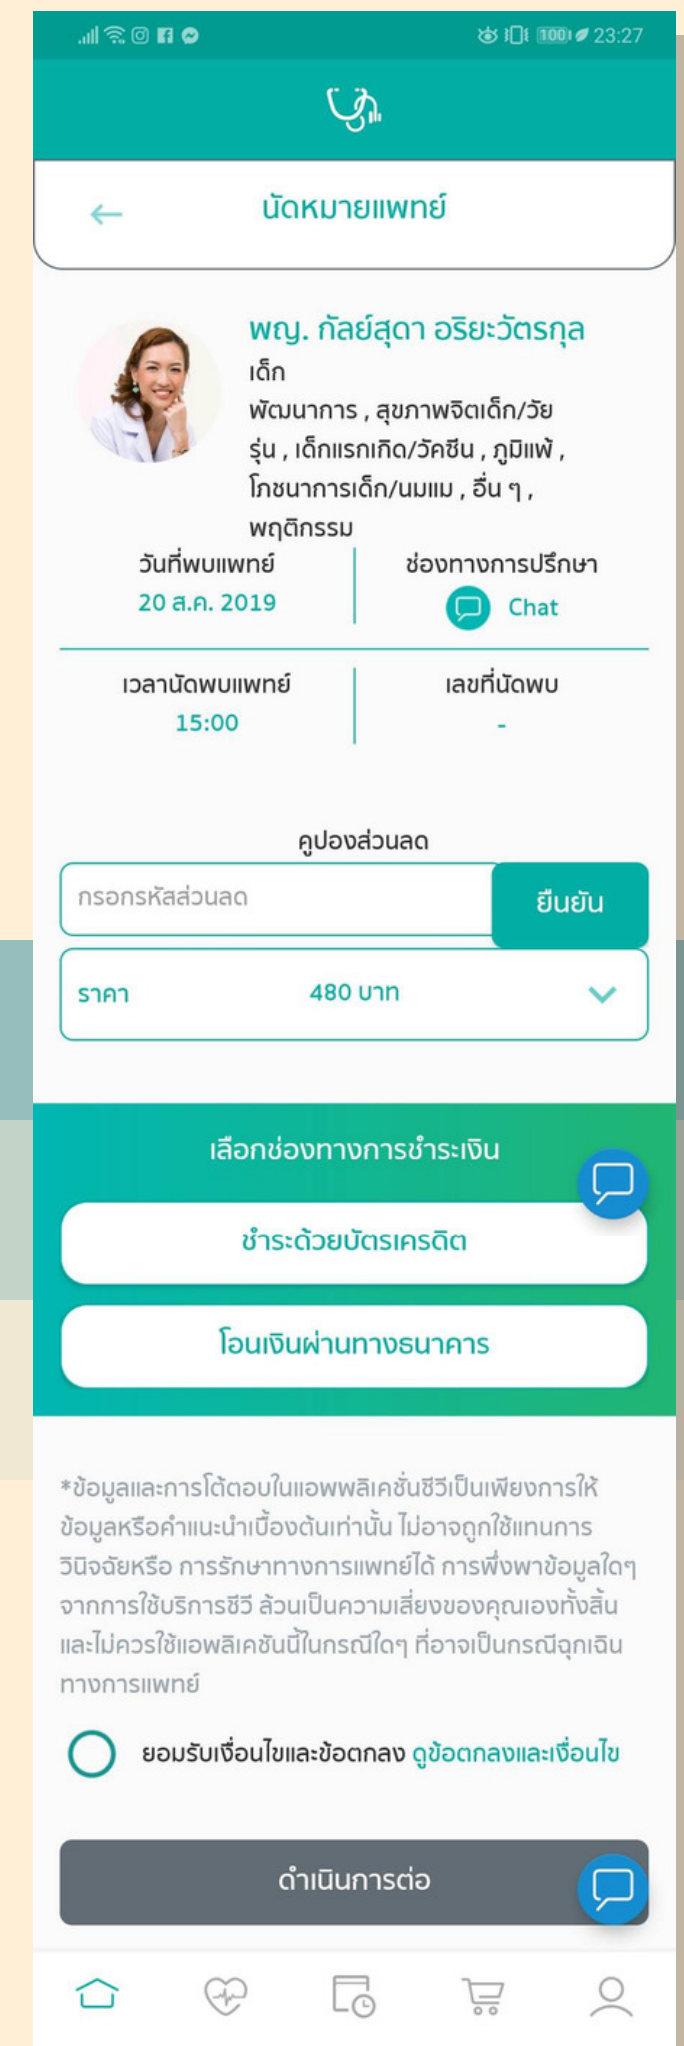 100 23:27
นัดหมายแพทย์
พญ. กัลย์สุดา อริยะวัตรกุล
เด็ก
พัฒนาการ , สุขภาพจิตเด็ก/วัย
รุ่น , เด็กแรกเกิด/วัคซีน , ภูมิแพ้ ,
โภชนาการเด็ก/นมแม , อื่น ๆ ,
พฤติกรรม
วันที่พบแพทย์
20 ส.ค. 2019
ช่องทางการปรึกษา
Chat
เวลานัดพบแพทย์
15:00
เลขที่นัดพบ
-
คูปองส่วนลด
กรอกรหัสส่วนลด
ยืนยัน
ราคา 480 บาท
เลือกช่องทางการชำระเงิน
ชำระด้วยบัตรเครดิต
โอนเงินผ่านทางธนาคาร
*ข้อมูลและการโต้ตอบในแอพพลิเคชั่นชีวีเป็นเพียงการให้
ข้อมูลหรือคำแนะนำเบื้องต้นเท่านั้น ไม่อาจถูกใช้แทนการ
วินิจฉัยหรือ การรักษาทางการแพทย์ได้ การพึ่งพาข้อมูลใดๆ
จากการใช้บริการชีวี ล้วนเป็นความเสี่ยงของคุณเองทั้งสิ้น
และไม่ควรใช้แอพลิเคชันนี้ในกรณีใดๆ ที่อาจเป็นกรณีฉุกเฉิน
ทางการแพทย์
ยอมรับเงื่อนไขและข้อตกลง ดูข้อตกลงและเงื่อนไข
ดำเนินการต่อ